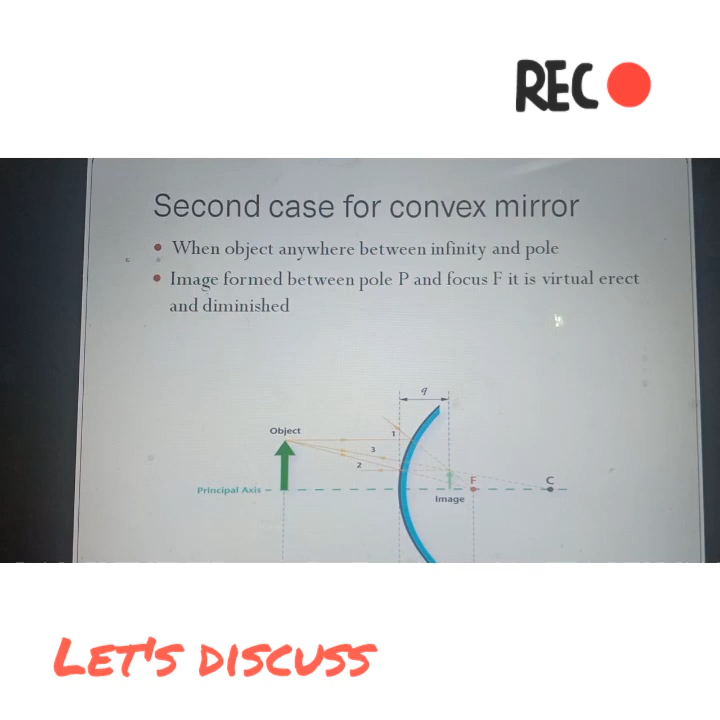 REC
Second case for convex mirror
When object anywhere between infinity and pole
Image formed between pole P and focus F it is virtual erect
and diminished
q
Object
1
3
2
F
C
Principal Axis
Image
LET'S DISCUSS